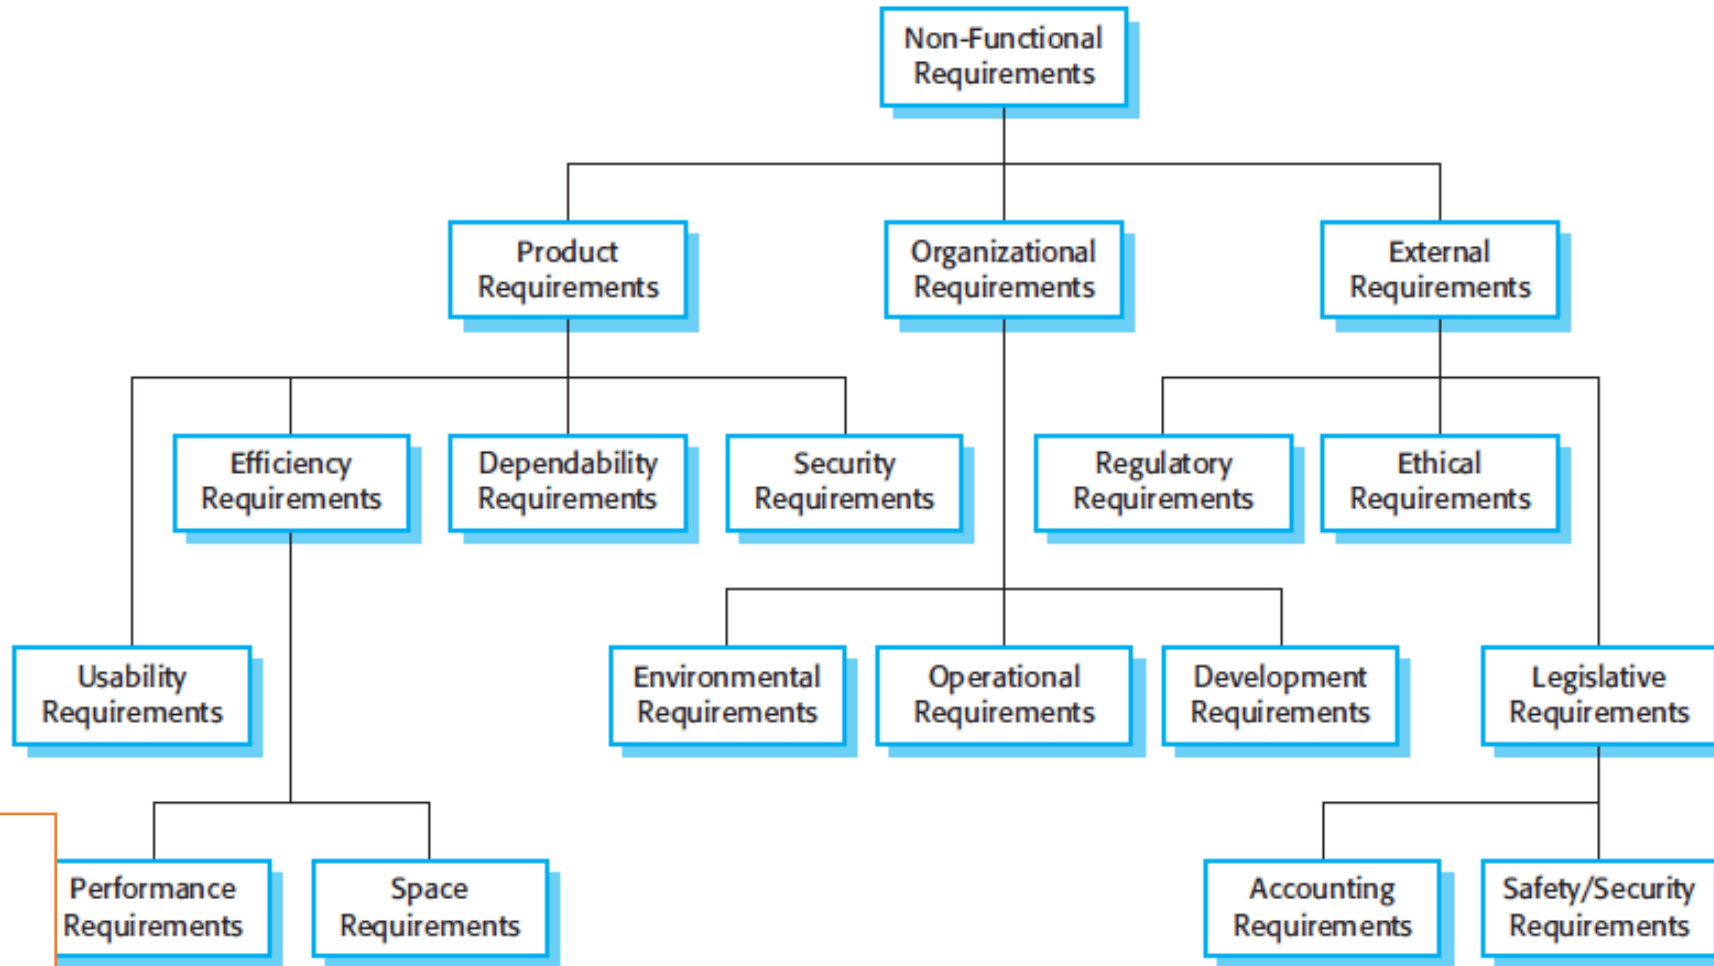 Non-Functional
Requirements
Product
Requirements
Organizational
Requirements
External
Requirements
Efficiency
Requirements
Dependability
Requirements
Security
Requirements
Regulatory
Requirements
Ethical
Requirements
Usability
Requirements
Environmental
Requirements
Operational
Requirements
Development
Requirements
Legislative
Requirements
Performance
Requirements
Space
Requirements
Accounting
Requirements
Safety/Security
Requirements